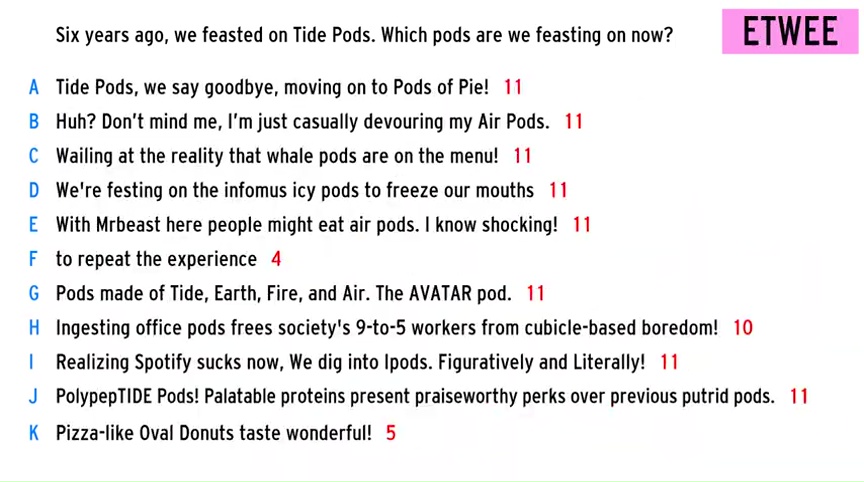 Six years ago, we feasted on Tide Pods. Which pods are we feasting on now?
ETWEE
A Tide Pods, we say goodbye, moving on to Pods of Pie! 11
B Huh? Don't mind me, I'm just casually devouring my Air Pods. 11
C Wailing at the reality that whale pods are on the menu! 11
D We're festing on the infomus icy pods to freeze our mouths 11
E With Mrbeast here people might eat air pods. I know shocking! 11
F to repeat the experience 4
G Pods made of Tide, Earth, Fire, and Air. The AVATAR pod. 11
H Ingesting office pods frees society's 9-to-5 workers from cubicle-based boredom! 10
I Realizing Spotify sucks now, We dig into Ipods. Figuratively and Literally! 11
J PolypepTIDE Pods! Palatable proteins present praiseworthy perks over previous putrid pods. 11
K Pizza-like Oval Donuts taste wonderful! 5